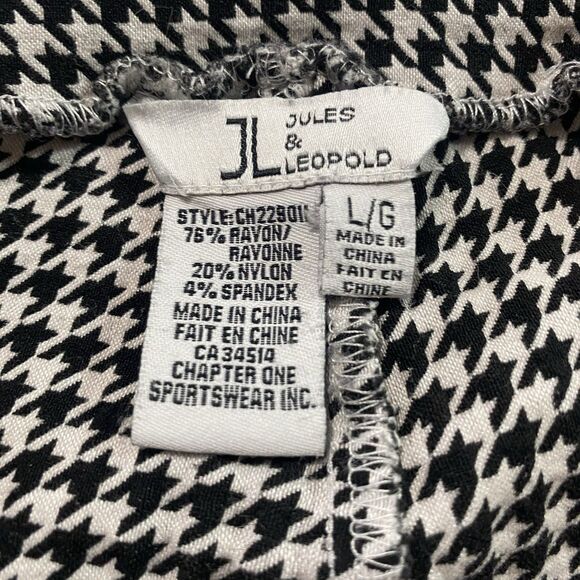 JL JULES
&
LEOPOLD
STYLE:CH22901
76% RAYON/
RAYONNE
20% NYLON
4% SPANDEX
MADE IN CHINA
FAIT EN CHINE
CA 34514
CHAPTER ONE
SPORTSWEAR INC.
L/G
MADE IN
CHINA
FAIT EN
CHINE